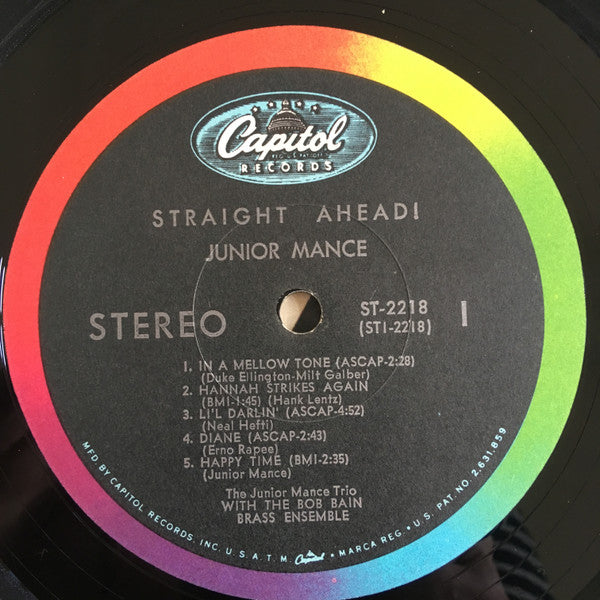 Capitol
REG. U.S. PAT. OFF.
RECORDS
STRAIGHT AHEAD!
JUNIOR MANCE
STEREO
ST-2218
(ST1-2218)
1
1. IN A MELLOW TONE (ASCAP-2:28)
(Duke Ellington-Milt Galber)
2. HANNAH STRIKES AGAIN
(BMI-1:45) (Hank Lentz)
3. LI'L DARLIN' (ASCAP-4:52)
(Neal Hefti)
4. DIANE (ASCAP-2:43)
(Erno Rapee)
5. HAPPY TIME (BMI-2:35)
(Junior Mance)
The Junior Mance Trio
WITH THE BOB BAIN
BRASS ENSEMBLE
MFD. BY CAPITOL RECORDS, INC. U.S.A. T.M. Capitol MARCA REG. • U.S. PAT. NO. 2,631,859